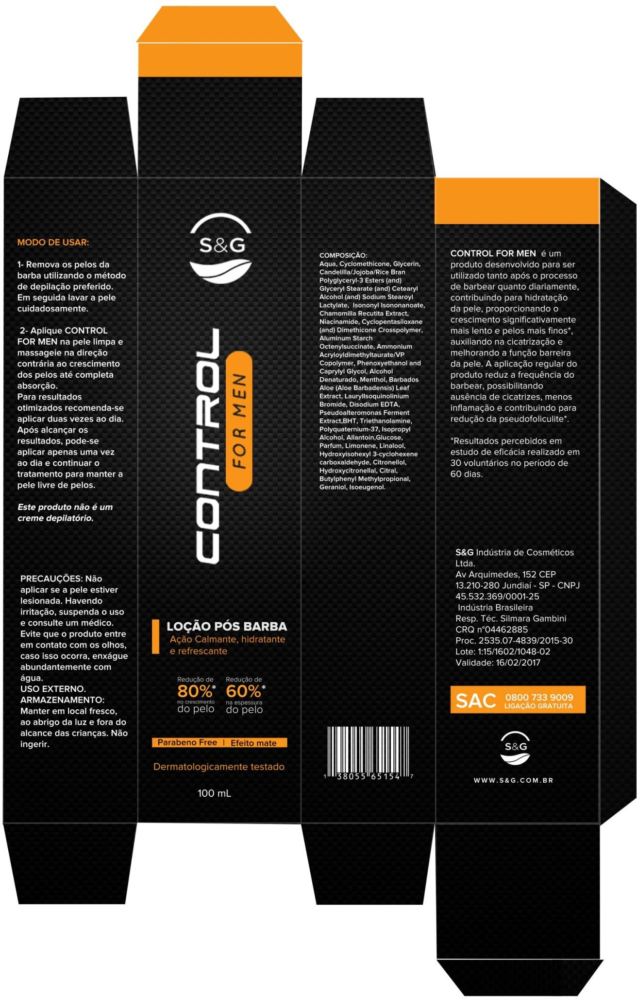 MODO DE USAR:
1- Remova os pelos da
barba utilizando o método
de depilação preferido.
Em seguida lavar a pele
cuidadosamente.
2- Aplique CONTROL
FOR MEN na pele limpa e
massageie na direção
contrária ao crescimento
dos pelos até completa
absorção.
Para resultados
otimizados recomenda-se
aplicar duas vezes ao dia.
Após alcançar os
resultados, pode-se
aplicar apenas uma vez
ao dia e continuar o
tratamento para manter a
pele livre de pelos.
Este produto não é um
creme depilatório.
PRECAUÇÕES: Não
aplicar se a pele estiver
lesionada. Havendo
irritação, suspenda o uso
e consulte um médico.
Evite que o produto entre
em contato com os olhos,
caso isso ocorra, enxágue
abundantemente com
água.
USO EXTERNO.
ARMAZENAMENTO:
Manter em local fresco,
ao abrigo da luz e fora do
alcance das crianças. Não
ingerir.
S&G
CONTROL
FOR MEN
LOÇÃO PÓS BARBA
Ação Calmante, hidratante
e refrescante
Redução de
80%*
no crescimento
do pelo
Redução de
60%*
na espessura
do pelo
Parabeno Free | Efeito mate
Dermatologicamente testado
100 mL
COMPOSIÇÃO:
Aqua, Cyclomethicone, Glycerin,
Candelilla/Jojoba/Rice Bran
Polyglyceryl-3 Esters (and)
Glyceryl Stearate (and) Cetearyl
Alcohol (and) Sodium Stearoyl
Lactylate, Isononyl Isononanoate,
Chamomilla Recutita Extract,
Niacinamide, Cyclopentasiloxane
(and) Dimethicone Crosspolymer,
Aluminum Starch
Octenylsuccinate, Ammonium
Acryloyldimethyltaurate/VP
Copolymer, Phenoxyethanol and
Caprylyl Glycol, Alcohol
Denaturado, Menthol, Barbados
Aloe (Aloe Barbadensis) Leaf
Extract, LauryIIsoquinolinium
Bromide, Disodium EDTA,
Pseudoalteromonas Ferment
Extract,BHT, Triethanolamine,
Polyquaternium-37, Isopropyl
Alcohol, Allantoin,Glucose,
Parfum, Limonene, Linalool,
Hydroxyisohexyl 3-cyclohexene
carboxaldehyde, Citronellol,
Hydroxycitronellal, Citral,
Butylphenyl Methylpropional,
Geraniol, Isoeugenol.
1 38055 65154 7
CONTROL FOR MEN é um
produto desenvolvido para ser
utilizado tanto após o processo
de barbear quanto diariamente,
contribuindo para hidratação
da pele, proporcionando o
crescimento significativamente
mais lento e pelos mais finos*,
auxiliando na cicatrização e
melhorando a função barreira
da pele. A aplicação regular do
produto reduz a frequência do
barbear, possibilitando
ausência de cicatrizes, menos
inflamação e contribuindo para
redução da pseudofoliculite*.
*Resultados percebidos em
estudo de eficácia realizado em
30 voluntários no período de
60 dias.
S&G Indústria de Cosméticos
Ltda.
Av Arquimedes, 152 CEP
13.210-280 Jundiaí - SP - CNPJ
45.532.369/0001-25
Indústria Brasileira
Resp. Téc. Silmara Gambini
CRQ n°04462885
Proc. 2535.07-4839/2015-30
Lote: 1:15/1602/1048-02
Validade: 16/02/2017
SAC 0800 733 9009
LIGAÇÃO GRATUITA
S&G
WWW.S&G.COM.BR